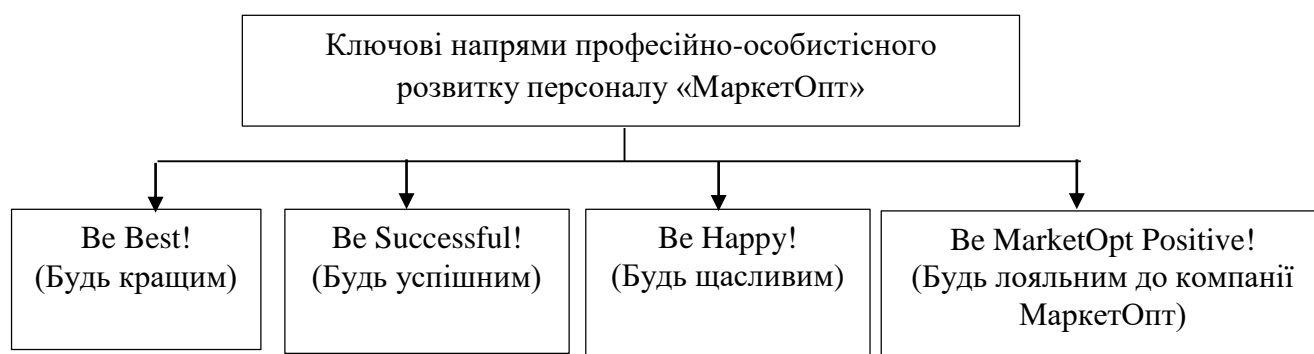 Ключові напрями професійно-особистісного
розвитку персоналу «МаркетОпт»
Be Best!
(Будь кращим)
Be Successful!
(Будь успішним)
Be Happy!
(Будь щасливим)
Be MarketOpt Positive!
(Будь лояльним до компанії
МаркетОпт)